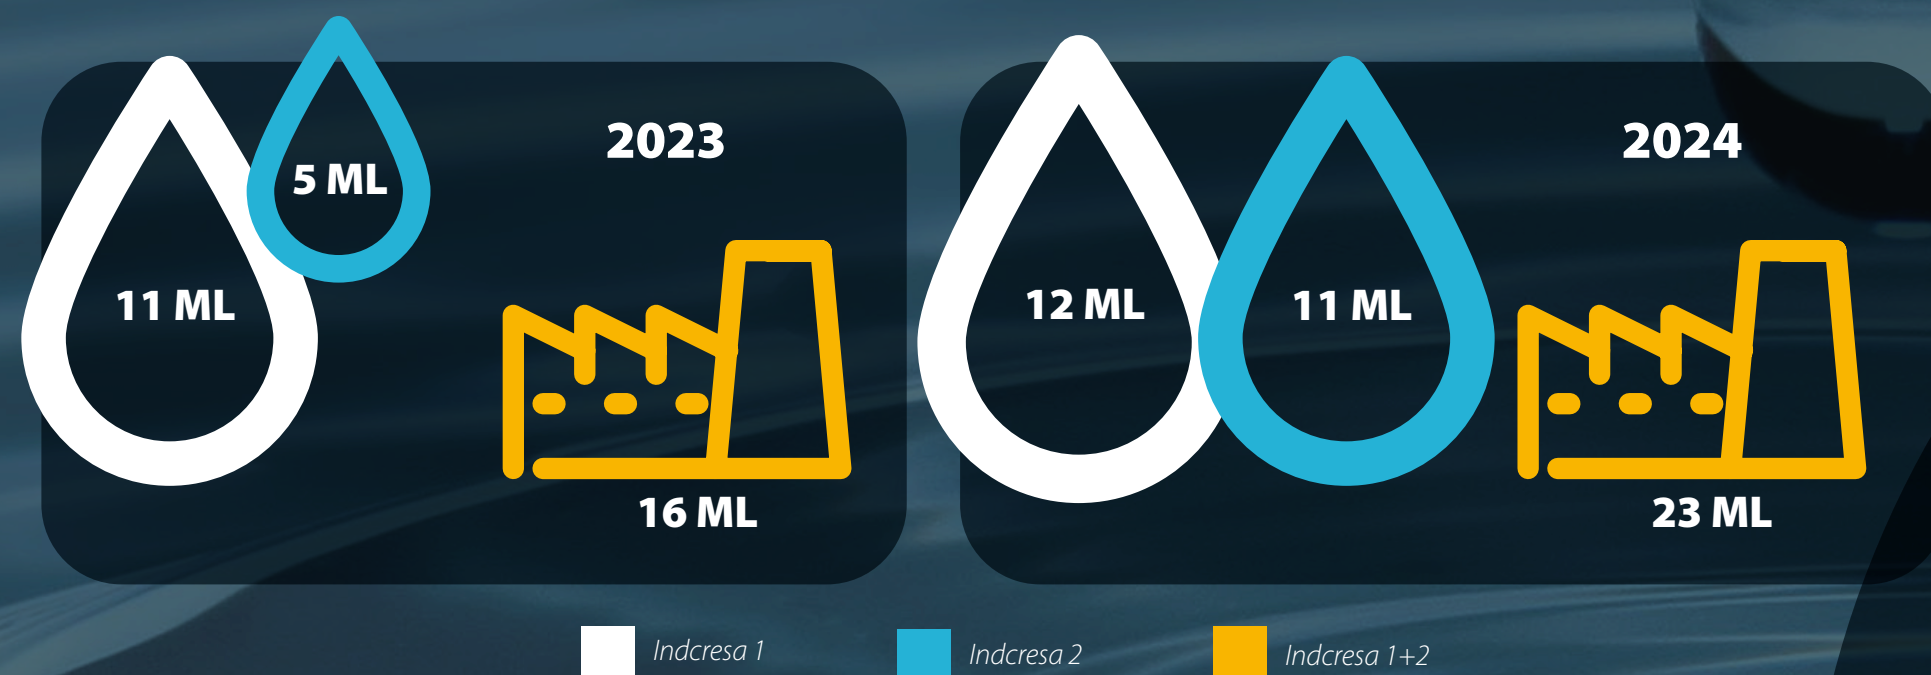 2023
5 ML
11 ML
16 ML
2024
12 ML
11 ML
23 ML
Indcresa 1
Indcresa 2
Indcresa 1+2